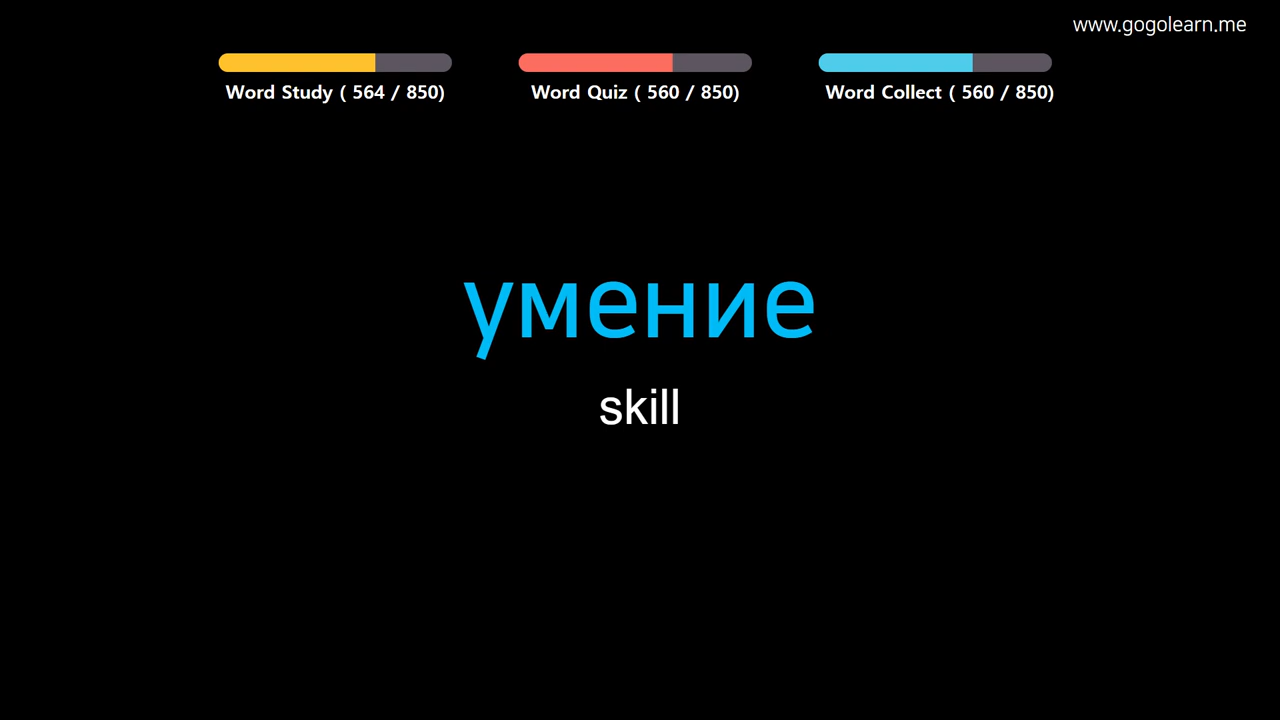 www.gogolearn.me
Word Study ( 564 / 850)
Word Quiz ( 560 / 850)
Word Collect ( 560 / 850)
умение
skill